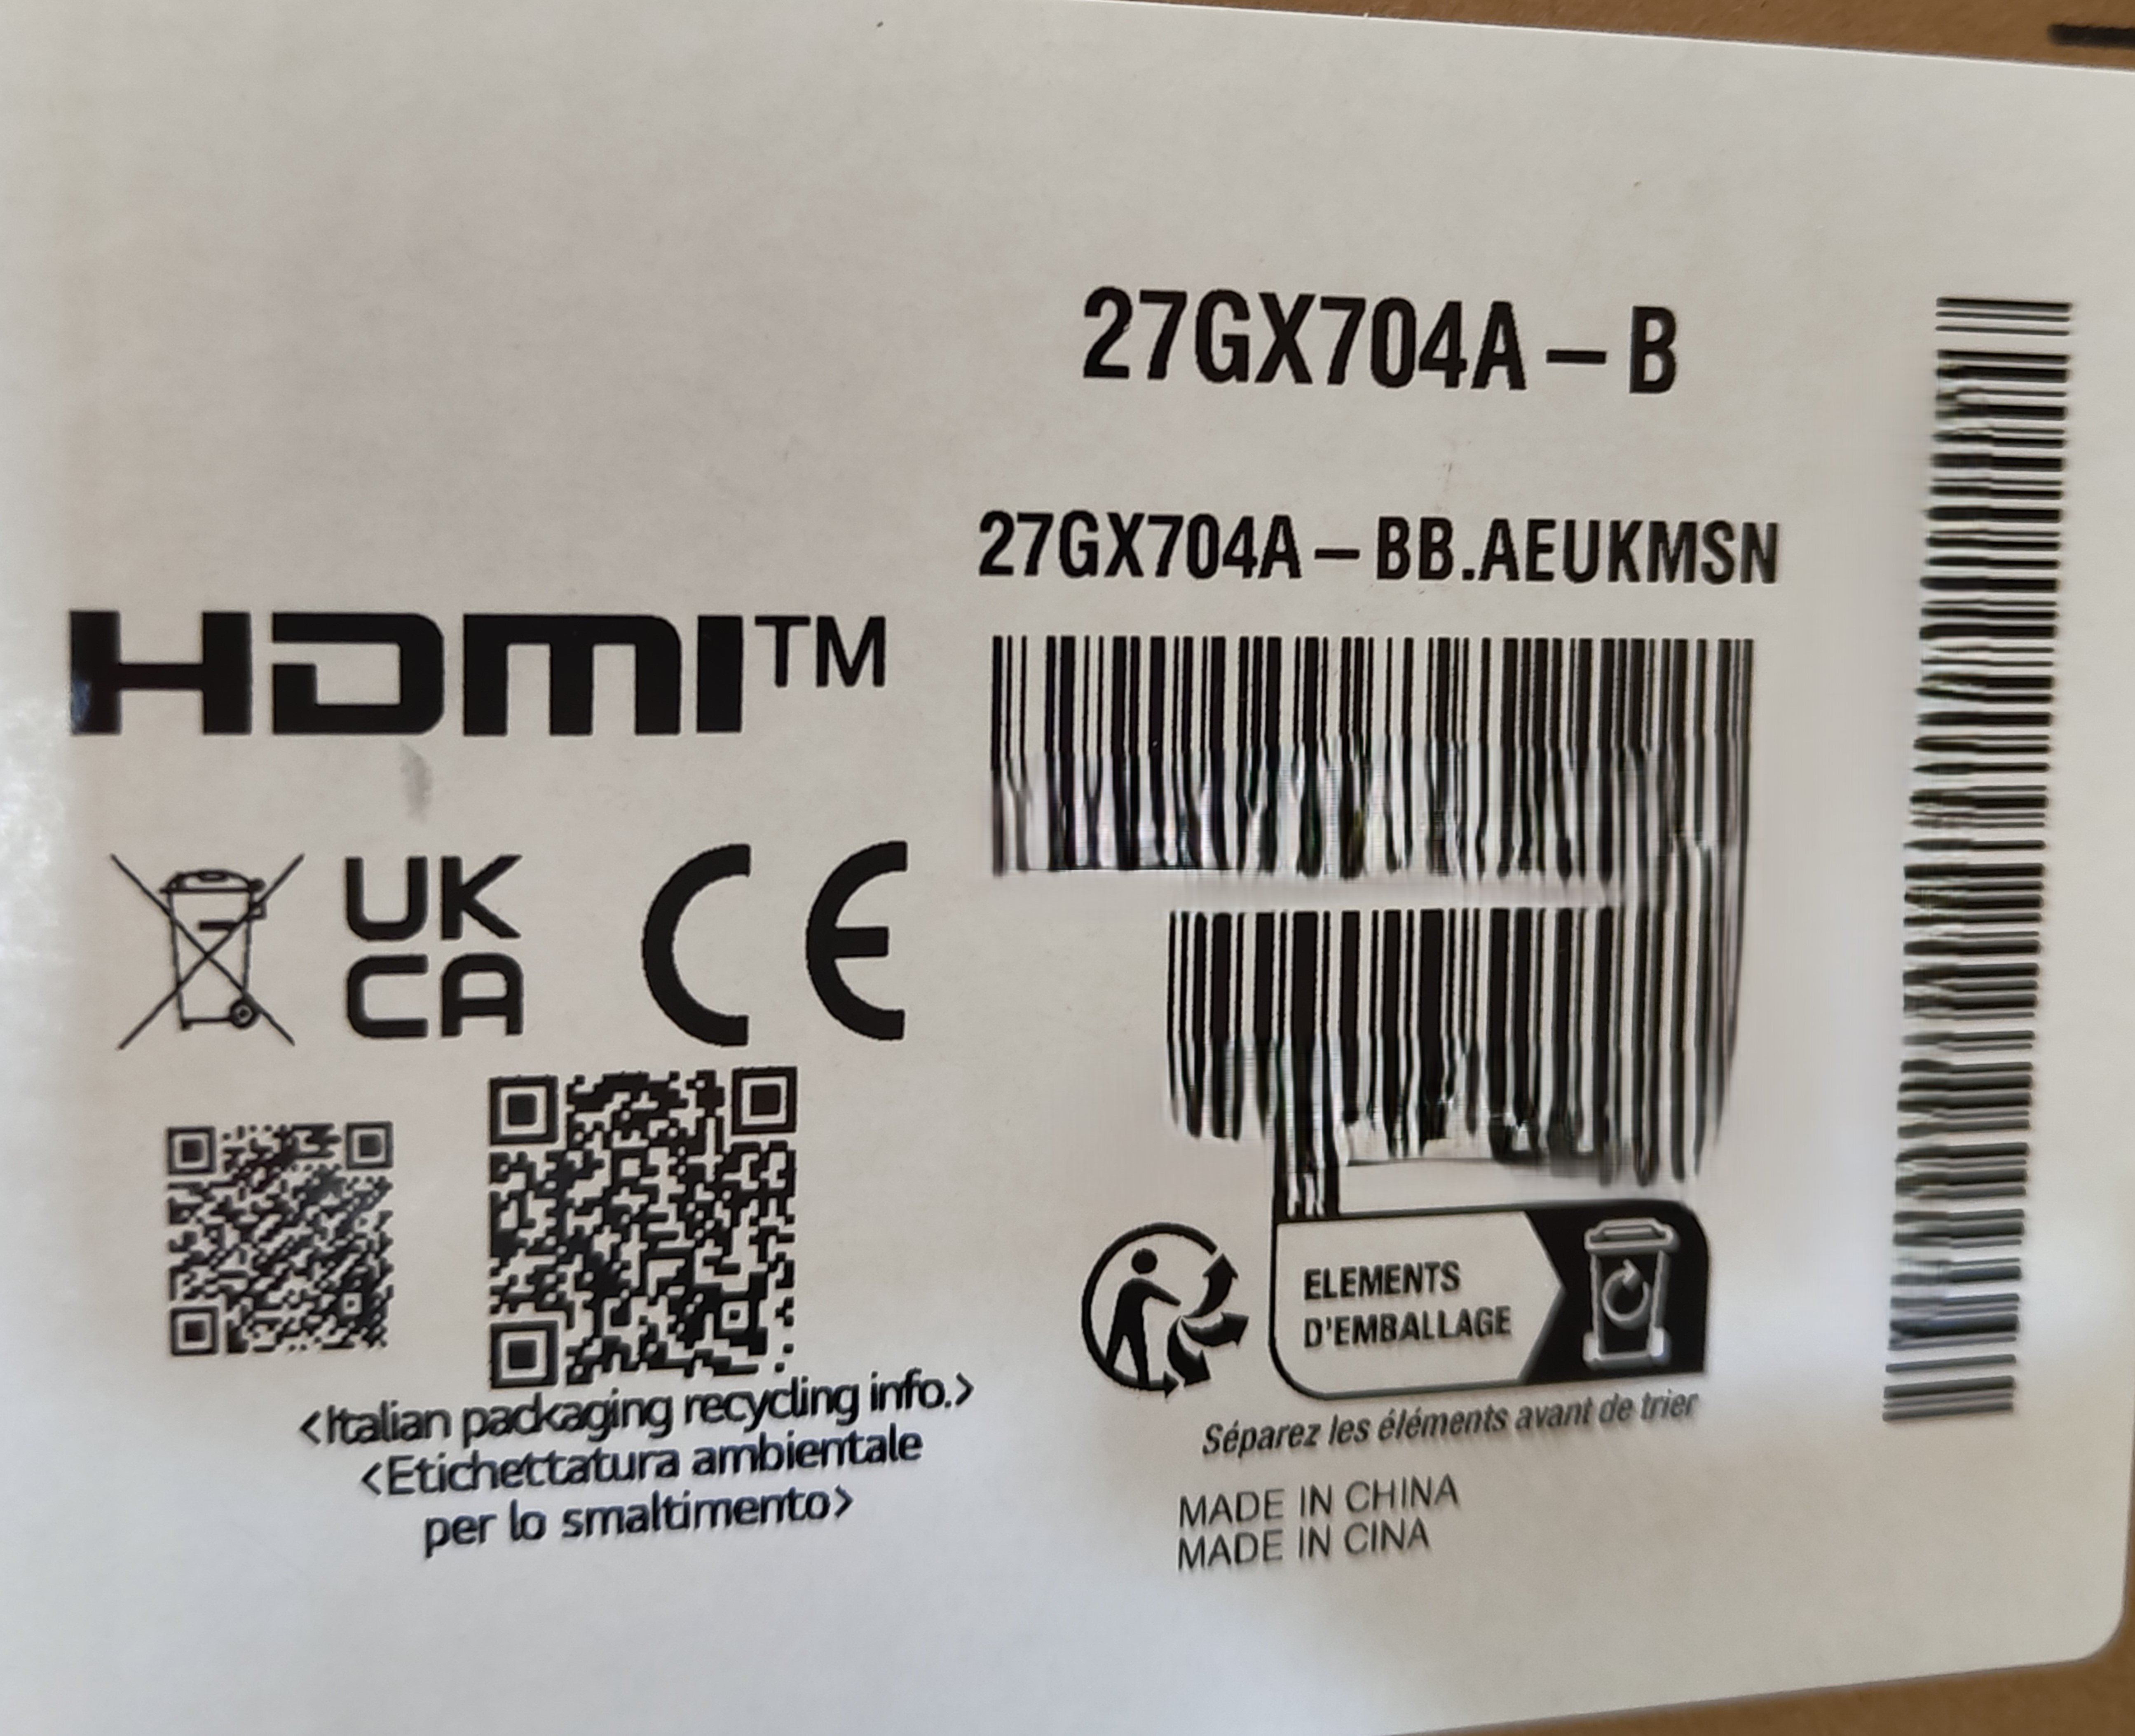 27GX704A-B
27GX704A-BB.AEUKMSN
HDMI™
UK
CA
CE
<Italian packaging recycling info.>
<Etichettatura ambientale
per lo smaltimento>
FR
ELEMENTS
D'EMBALLAGE
Séparez les éléments avant de trier
MADE IN CHINA
MADE IN CINA